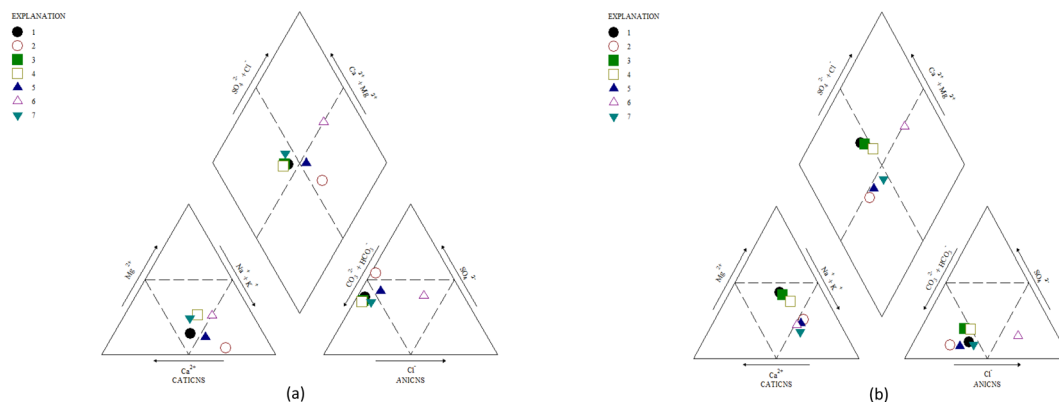 EXPLANATION
1
2
3
4
5
6
7
SO₄²⁻ + Cl⁻
Ca²⁺ + Mg²⁺
Mg²⁺
Na⁺ + K⁺
CO₃²⁻ + HCO₃⁻
SO₄²⁻
Ca²⁺
CATICNS
Cl⁻
ANICNS
(a)
EXPLANATION
1
2
3
4
5
6
7
SO₄²⁻ + Cl⁻
Ca²⁺ + Mg²⁺
Mg²⁺
Na⁺ + K⁺
CO₃²⁻ + HCO₃⁻
SO₄²⁻
Ca²⁺
CATICNS
Cl⁻
ANICNS
(b)